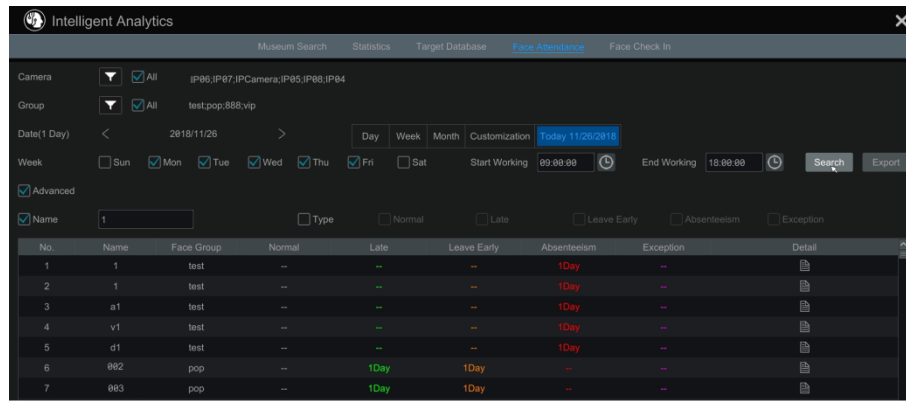 Intelligent Analytics
Museum Search Statistics Target Database Face Attendance Face Check In
Camera All IP06;IP07;IPCamera;IP05;IP08;IP04
Group All test;pop;888;vip
Date(1 Day) < 2018/11/26 > Day Week Month Customization Today 11/26/2018
Week Sun Mon Tue Wed Thu Fri Sat Start Working 09:00:00 End Working 18:00:00 Search Export
Advanced
Name 1 Type Normal Late Leave Early Absenteeism Exception
No. Name Face Group Normal Late Leave Early Absenteeism Exception Detail
1 1 test -- -- -- 1Day --
2 1 test -- -- -- 1Day --
3 a1 test -- -- -- 1Day --
4 v1 test -- -- -- 1Day --
5 d1 test -- -- -- 1Day --
6 002 pop -- 1Day 1Day -- --
7 003 pop -- 1Day 1Day -- --